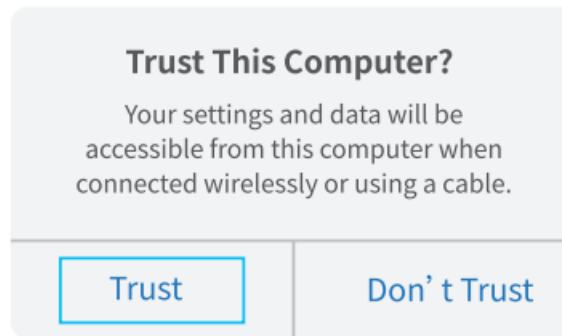 Trust This Computer?
Your settings and data will be
accessible from this computer when
connected wirelessly or using a cable.
Trust
Don’ t Trust